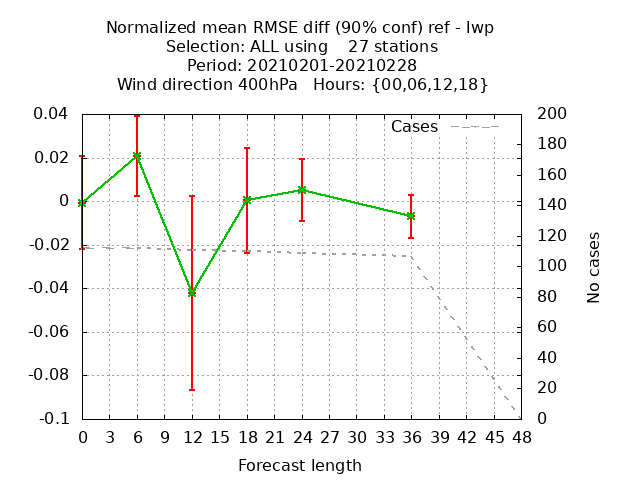 Normalized mean RMSE diff (90% conf) ref - lwp
Selection: ALL using    27 stations
Period: 20210201-20210228
Wind direction 400hPa   Hours: {00,06,12,18}
Cases
0.04
0.02
0
-0.02
-0.04
-0.06
-0.08
-0.1
200
180
160
140
120
100
80
60
40
20
0
No cases
0 3 6 9 12 15 18 21 24 27 30 33 36 39 42 45 48
Forecast length